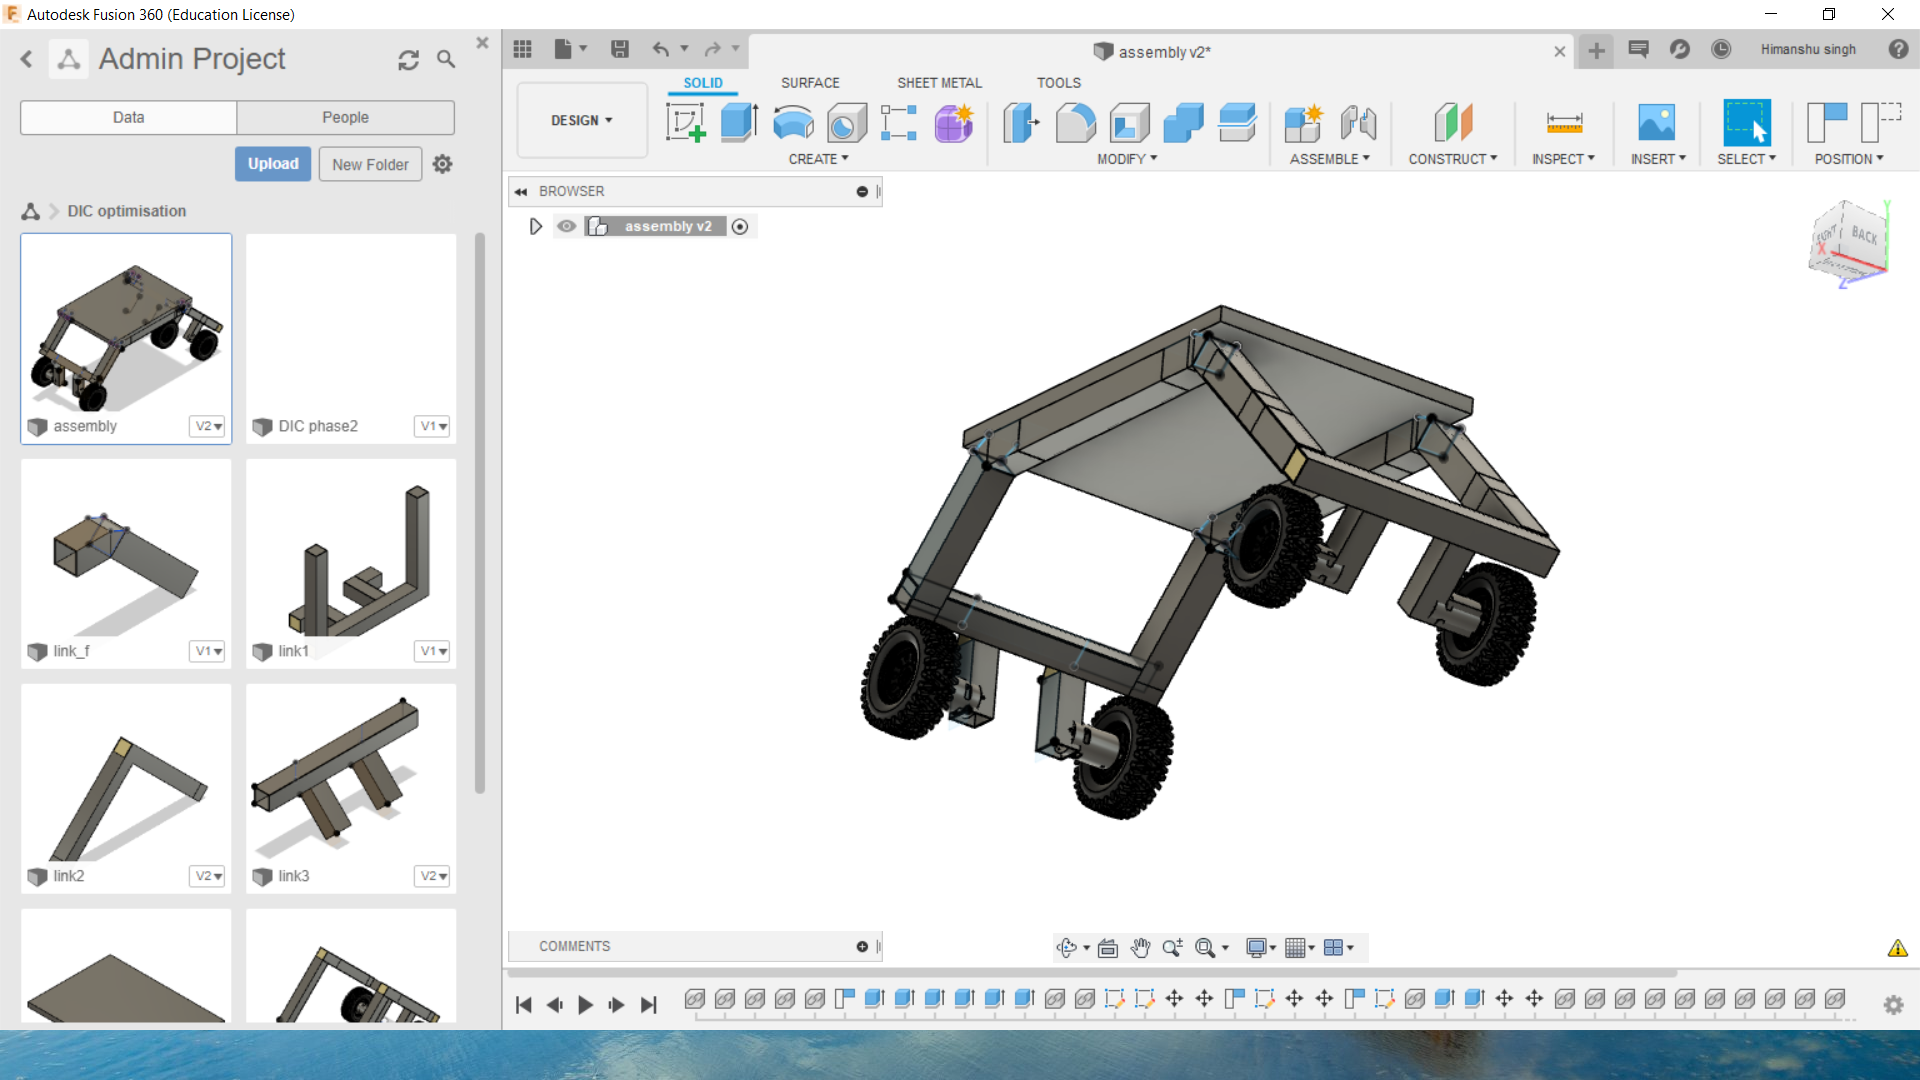 Autodesk Fusion 360 (Education License)
Admin Project
Data
People
Upload
New Folder
DIC optimisation
assembly
V2
DIC phase2
V1
link_f
V1
link1
V1
link2
V2
link3
V2
assembly v2*
Himanshu singh
DESIGN
SOLID
SURFACE
SHEET METAL
TOOLS
CREATE
MODIFY
ASSEMBLE
CONSTRUCT
INSPECT
INSERT
SELECT
POSITION
BROWSER
assembly v2
BACK
Y
X
Z
COMMENTS